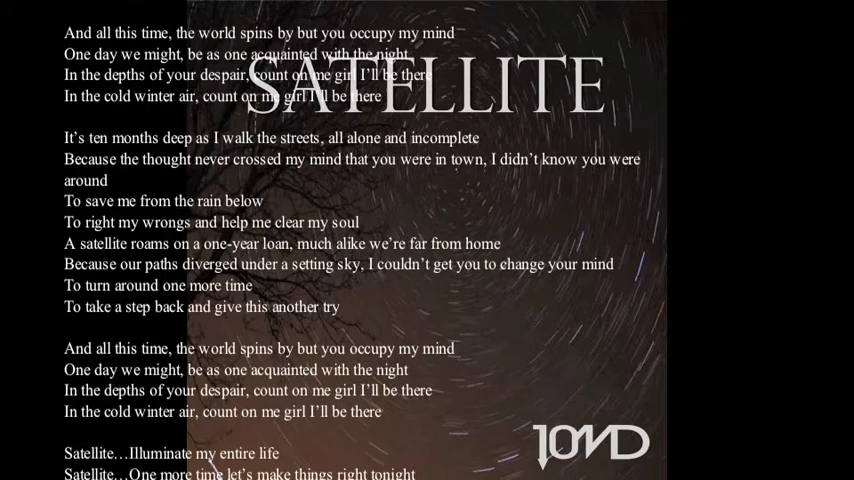 And all this time, the world spins by but you occupy my mind
One day we might, be as one acquainted with the night
In the depths of your despair, count on me girl I'll be there
In the cold winter air, count on me girl I'll be there
SATELLITE
It's ten months deep as I walk the streets, all alone and incomplete
Because the thought never crossed my mind that you were in town, I didn't know you were
around
To save me from the rain below
To right my wrongs and help me clear my soul
A satellite roams on a one-year loan, much alike we're far from home
Because our paths diverged under a setting sky, I couldn't get you to change your mind
To turn around one more time
To take a step back and give this another try
And all this time, the world spins by but you occupy my mind
One day we might, be as one acquainted with the night
In the depths of your despair, count on me girl I'll be there
In the cold winter air, count on me girl I'll be there
Satellite…Illuminate my entire life
Satellite…One more time let's make things right tonight
10MD